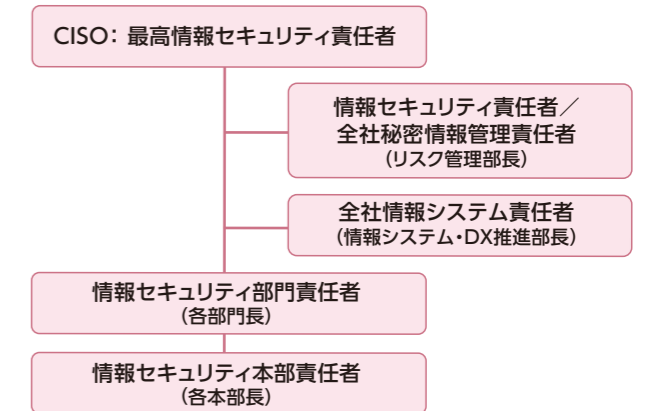 CISO：最高情報セキュリティ責任者
情報セキュリティ責任者／
全社秘密情報管理責任者
（リスク管理部長）
全社情報システム責任者
（情報システム・DX推進部長）
情報セキュリティ部門責任者
（各部門長）
情報セキュリティ本部責任者
（各本部長）